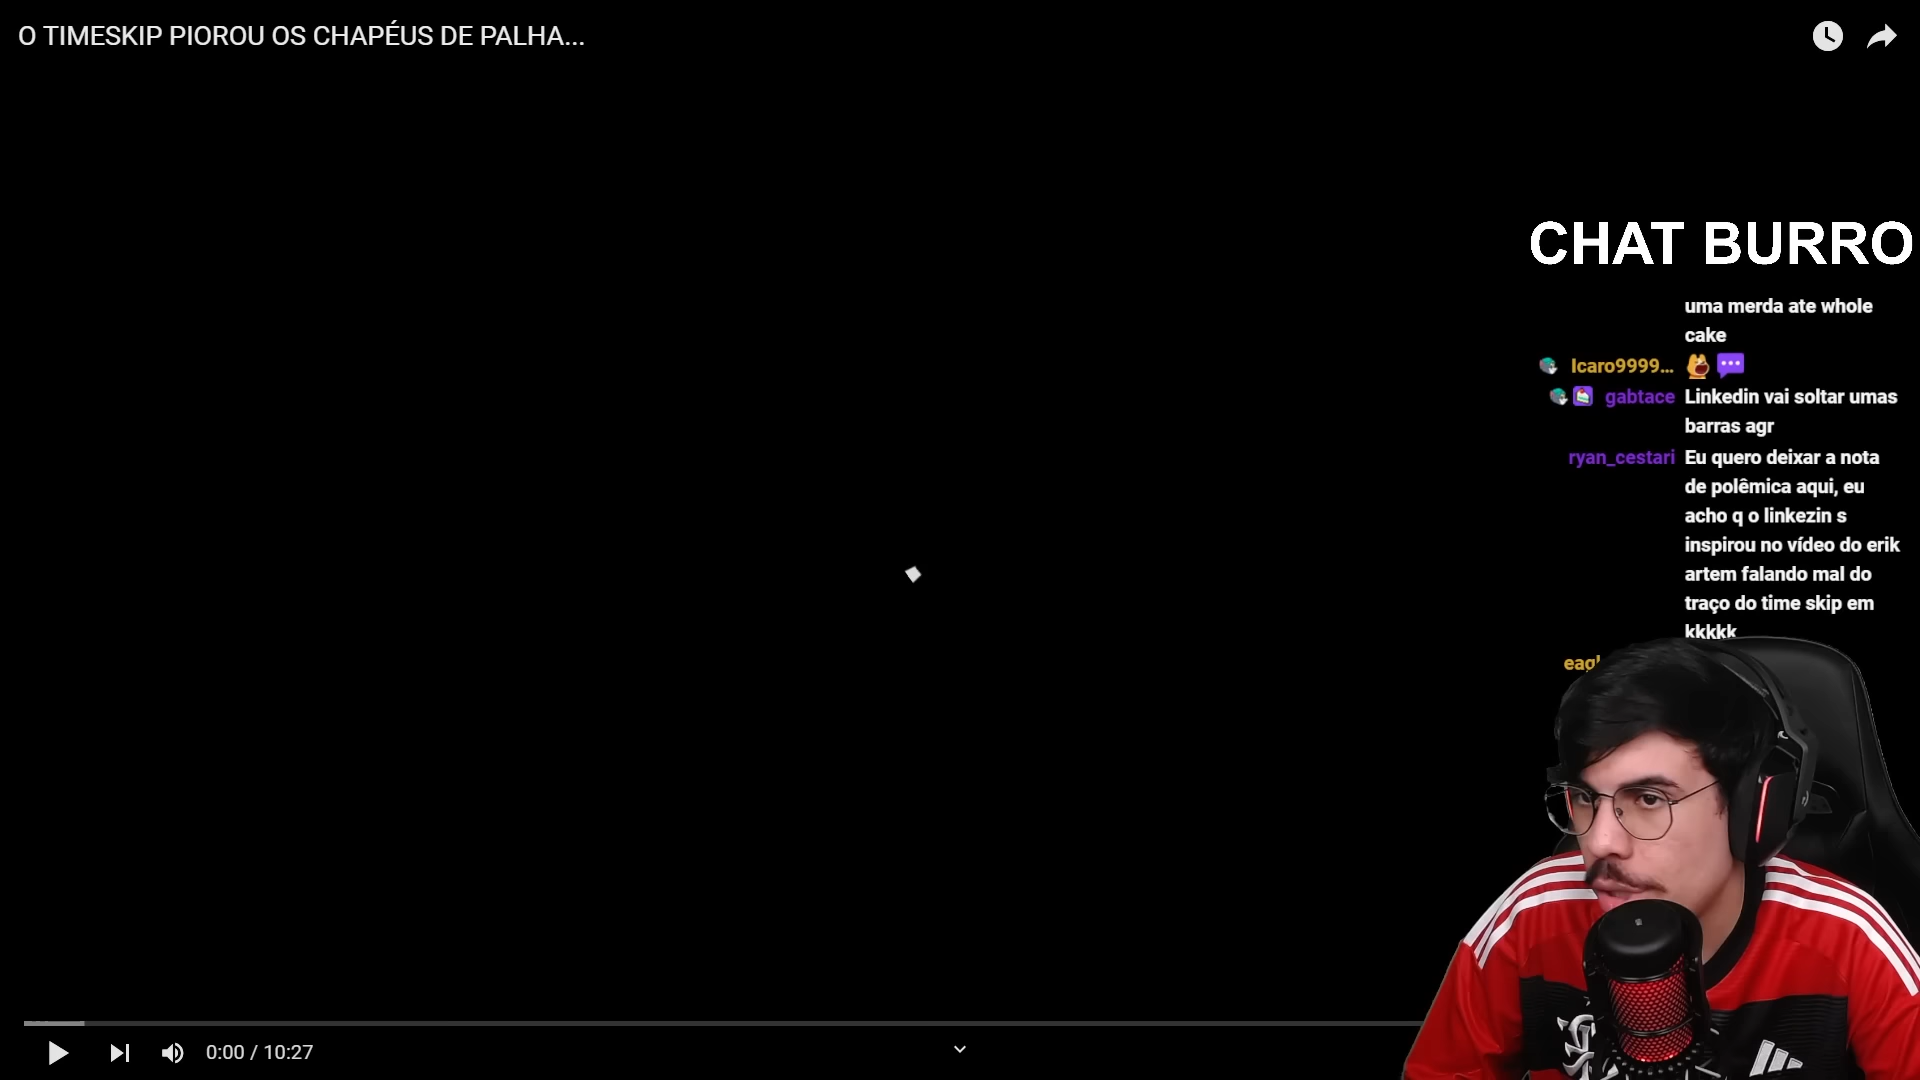 O TIMESKIP PIOROU OS CHAPÉUS DE PALHA...
CHAT BURRO
uma merda ate whole
cake
Icaro9999...
gabtace Linkedin vai soltar umas
barras agr
ryan_cestari Eu quero deixar a nota
de polêmica aqui, eu
acho q o linkezin s
inspirou no vídeo do erik
artem falando mal do
traço do time skip em
kkkkk
0:00 / 10:27